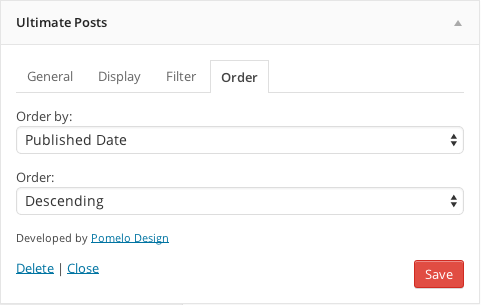 Ultimate Posts
General Display Filter Order
Order by:
Published Date
Order:
Descending
Developed by Pomelo Design
Delete | Close Save